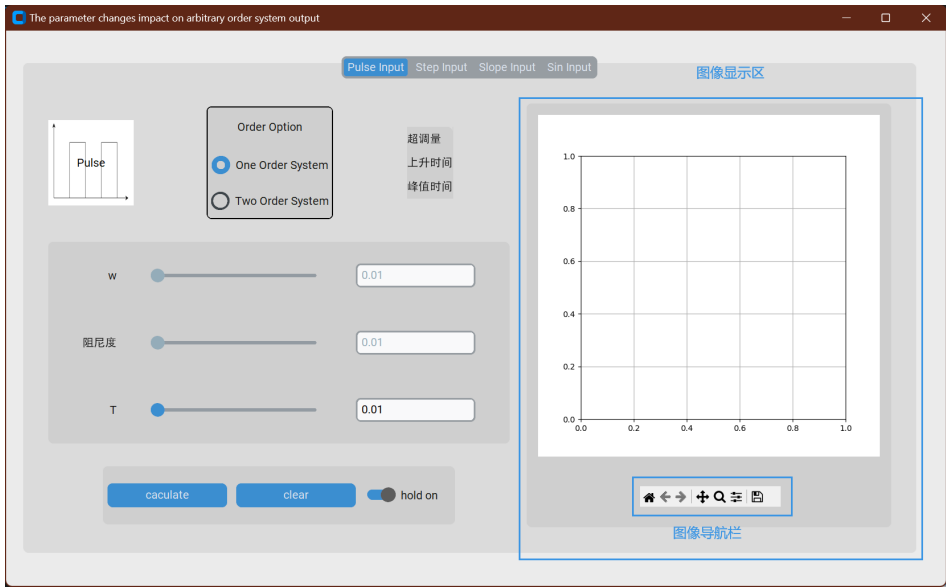 The parameter changes impact on arbitrary order system output
Pulse Input Step Input Slope Input Sin Input
图像显示区
Pulse
Order Option
One Order System
Two Order System
超调量
上升时间
峰值时间
w 0.01
阻尼度 0.01
T 0.01
caculate clear hold on
1.0
0.8
0.6
0.4
0.2
0.0
0.0 0.2 0.4 0.6 0.8 1.0
图像导航栏